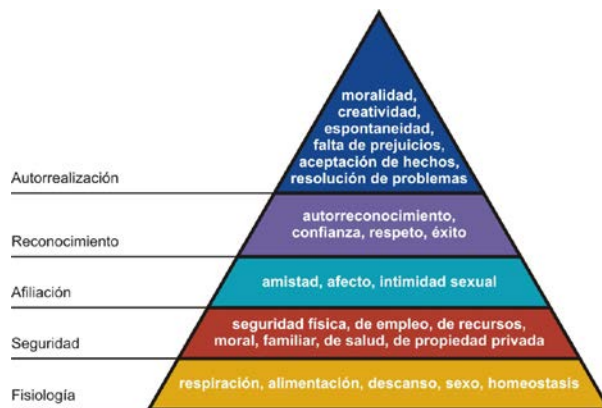 moralidad,
creatividad,
espontaneidad,
falta de prejuicios,
aceptación de hechos,
resolución de problemas
Autorrealización
autorreconocimiento,
confianza, respeto, éxito
Reconocimiento
amistad, afecto, intimidad sexual
Afiliación
seguridad física, de empleo, de recursos,
moral, familiar, de salud, de propiedad privada
Seguridad
respiración, alimentación, descanso, sexo, homeostasis
Fisiología